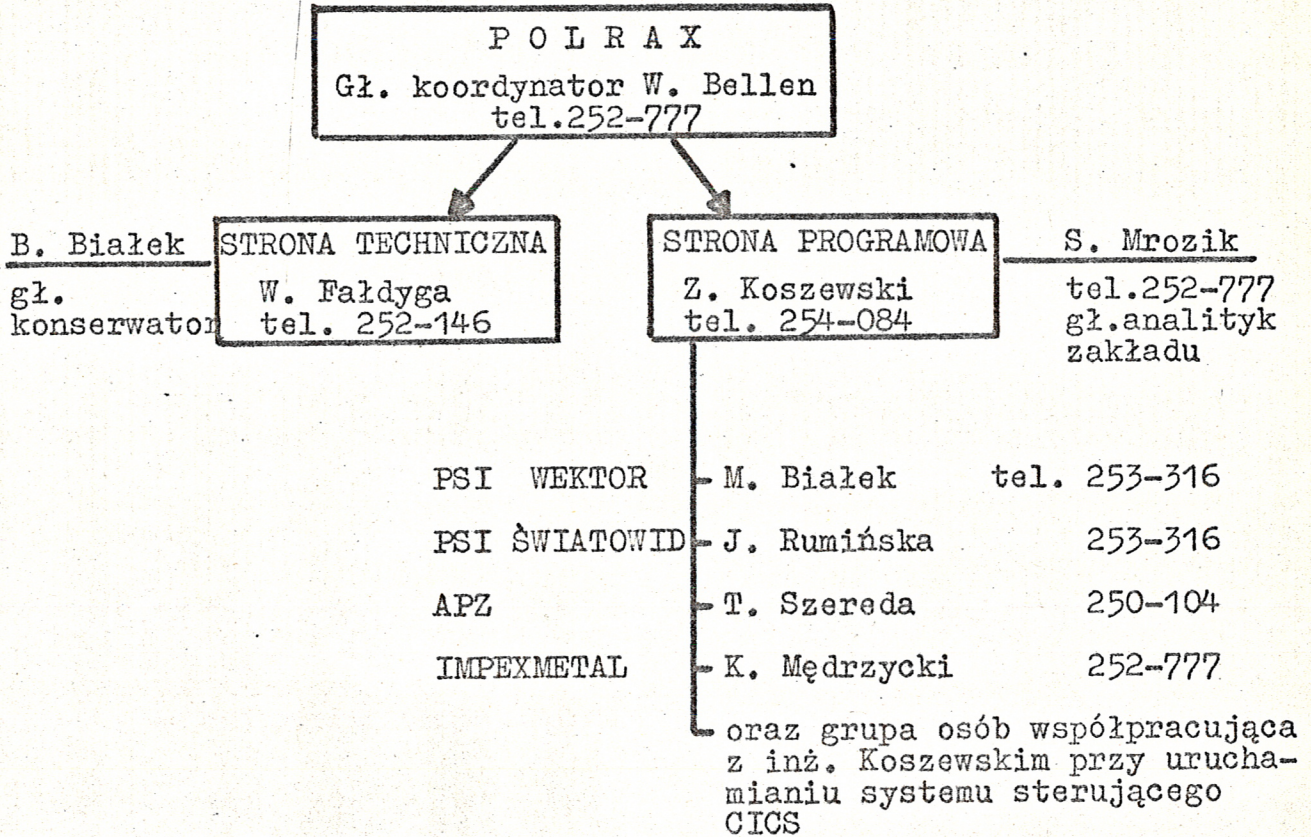 P O L R A X
Gł. koordynator W. Bellen
tel.252-777
B. Białek
gł.
konserwator
STRONA TECHNICZNA
W. Fałdyga
tel. 252-146
STRONA PROGRAMOWA
Z. Koszewski
tel. 254-084
S. Mrozik
tel.252-777
gł.analityk
zakładu
PSI WEKTOR M. Białek tel. 253-316
PSI ŚWIATOWID J. Rumińska 253-316
APZ T. Szereda 250-104
IMPEXMETAL K. Mędrzycki 252-777
oraz grupa osób współpracująca
z inż. Koszewskim przy urucha-
mianiu systemu sterującego
CICS